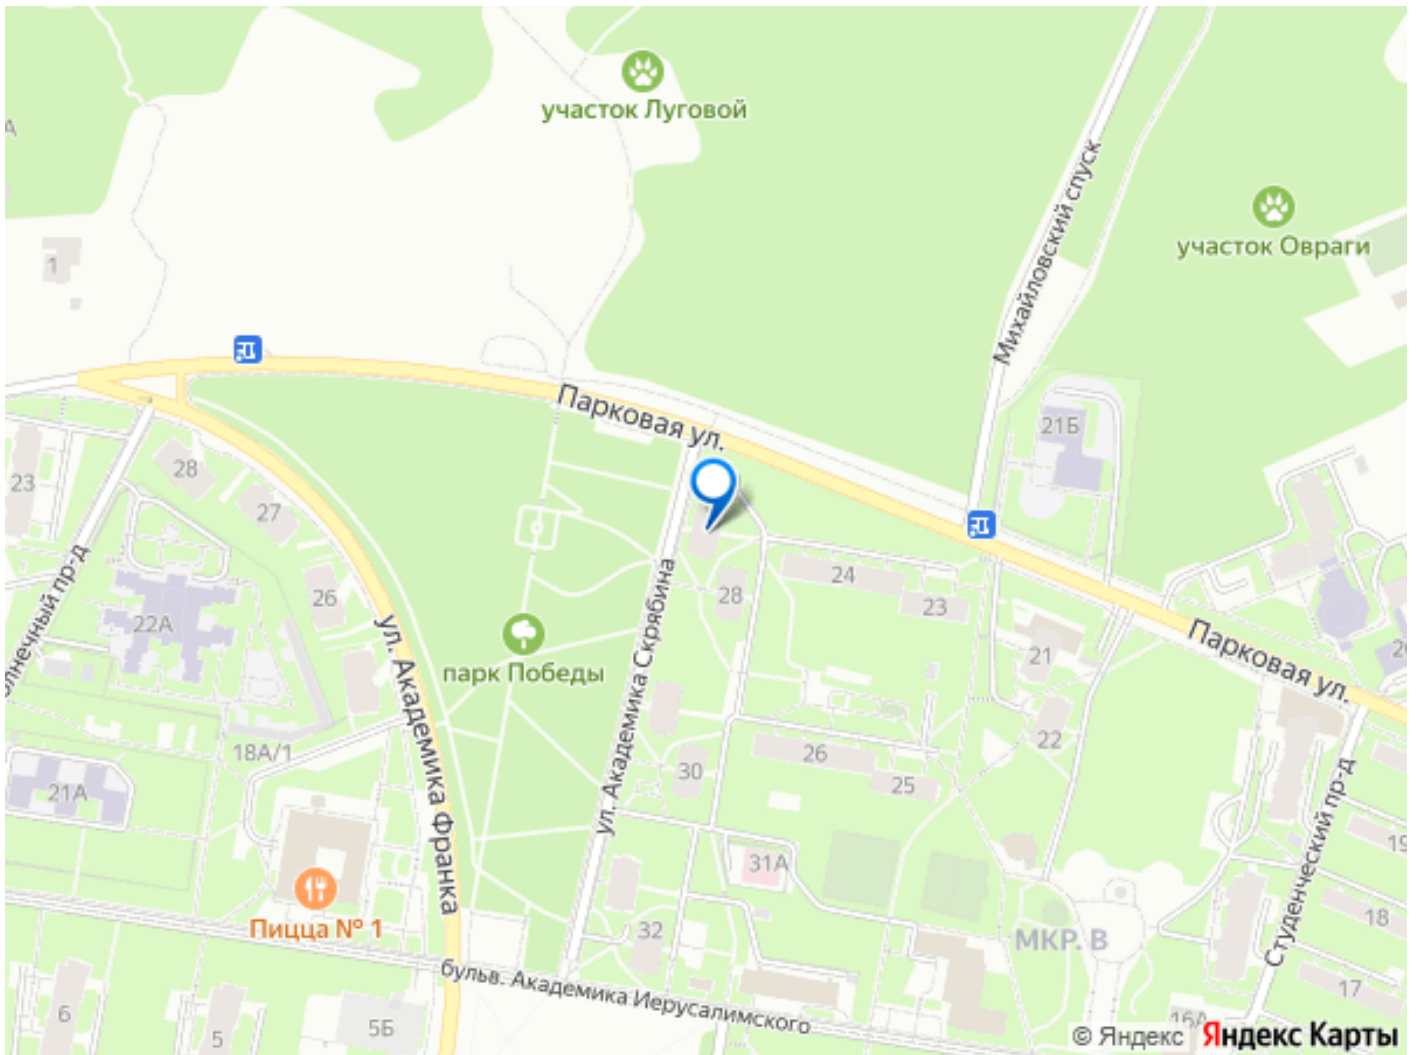 участок Луговой
А
Михайловский спуск
участок Овраги
1
Парковая ул.
21Б
28
23
27
24
28
23
26
ул. Академика Скрябина
22А
21
Парковая ул.
парк Победы
ул. Академика Франка
22
18А/1
26
30
25
21А
31А
19
18
Студенческий пр-д
Пицца № 1
32
МКР. В
бульв. Академика Иерусалимского
17
6
5
5Б
16А
© Яндекс Яндекс Карты